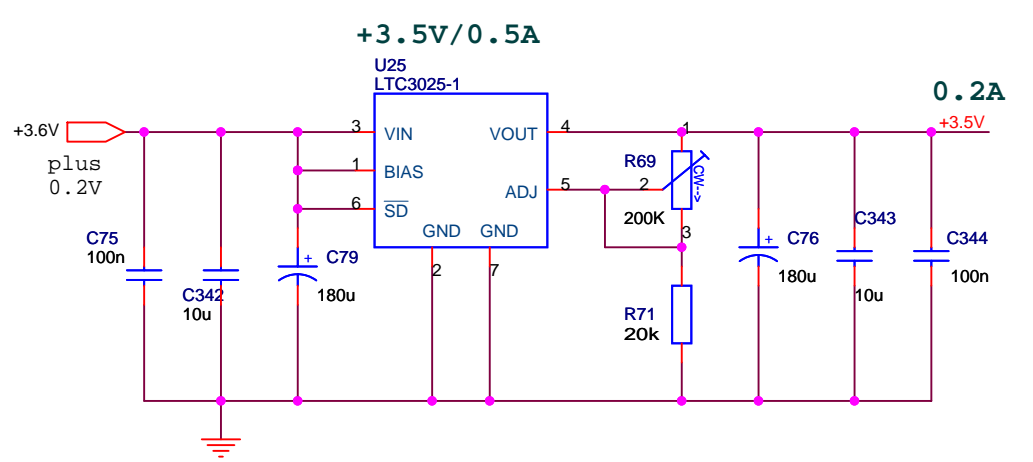 +3.5V/0.5A
U25
LTC3025-1
0.2A
+3.6V
3
VIN
VOUT
4
1
+3.5V
plus
0.2V
1
BIAS
R69
CW-->
ADJ
5
2
6
SD
200K
GND
GND
3
C75
100n
C79
+
2
7
+
C76
C343
C344
100n
C342
10u
180u
180u
10u
R71
20k